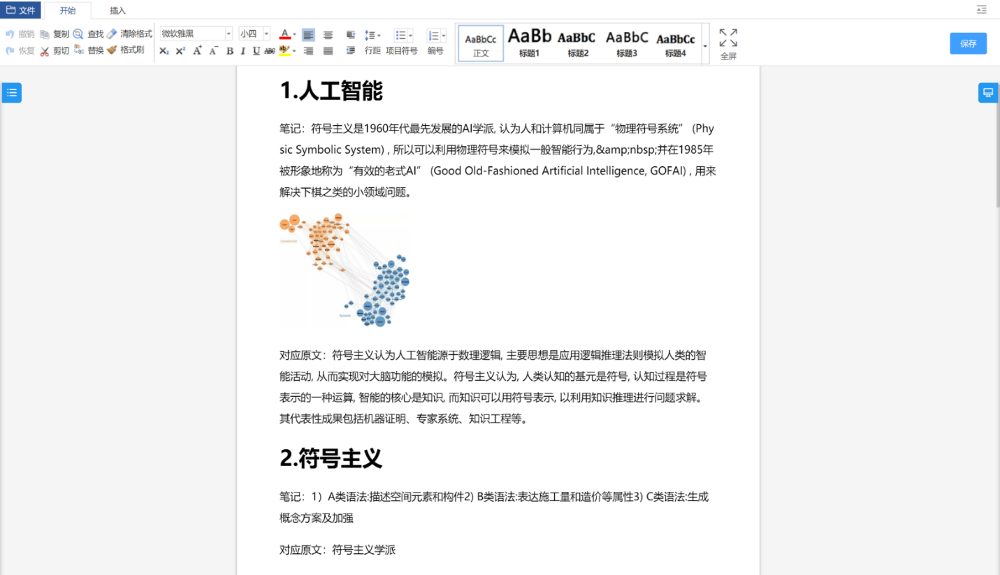 文件 开始 插入
撤销 复制 查找 清除格式 微软雅黑 小四 A AaBbCc AaBb AaBbC AaBbC AaBbCc
恢复 剪切 替换 格式刷 X₂ X² A⁺ A⁻ B I U ABC ab 行距 项目符号 编号 正文 标题1 标题2 标题3 标题4 全屏 保存
1.人工智能
笔记：符号主义是1960年代最先发展的AI学派, 认为人和计算机同属于“物理符号系统” (Phy
sic Symbolic System) , 所以可以利用物理符号来模拟一般智能行为,&amp;nbsp;并在1985年
被形象地称为“有效的老式AI” (Good Old-Fashioned Artificial Intelligence, GOFAI) , 用来
解决下棋之类的小领域问题。
对应原文：符号主义认为人工智能源于数理逻辑, 主要思想是应用逻辑推理法则模拟人类的智
能活动, 从而实现对大脑功能的模拟。符号主义认为, 人类认知的基元是符号, 认知过程是符号
表示的一种运算, 智能的核心是知识, 而知识可以用符号表示, 以利用知识推理进行问题求解。
其代表性成果包括机器证明、专家系统、知识工程等。
2.符号主义
笔记：1）A类语法:描述空间元素和构件2) B类语法:表达施工量和造价等属性3) C类语法:生成
概念方案及加强
对应原文：符号主义学派